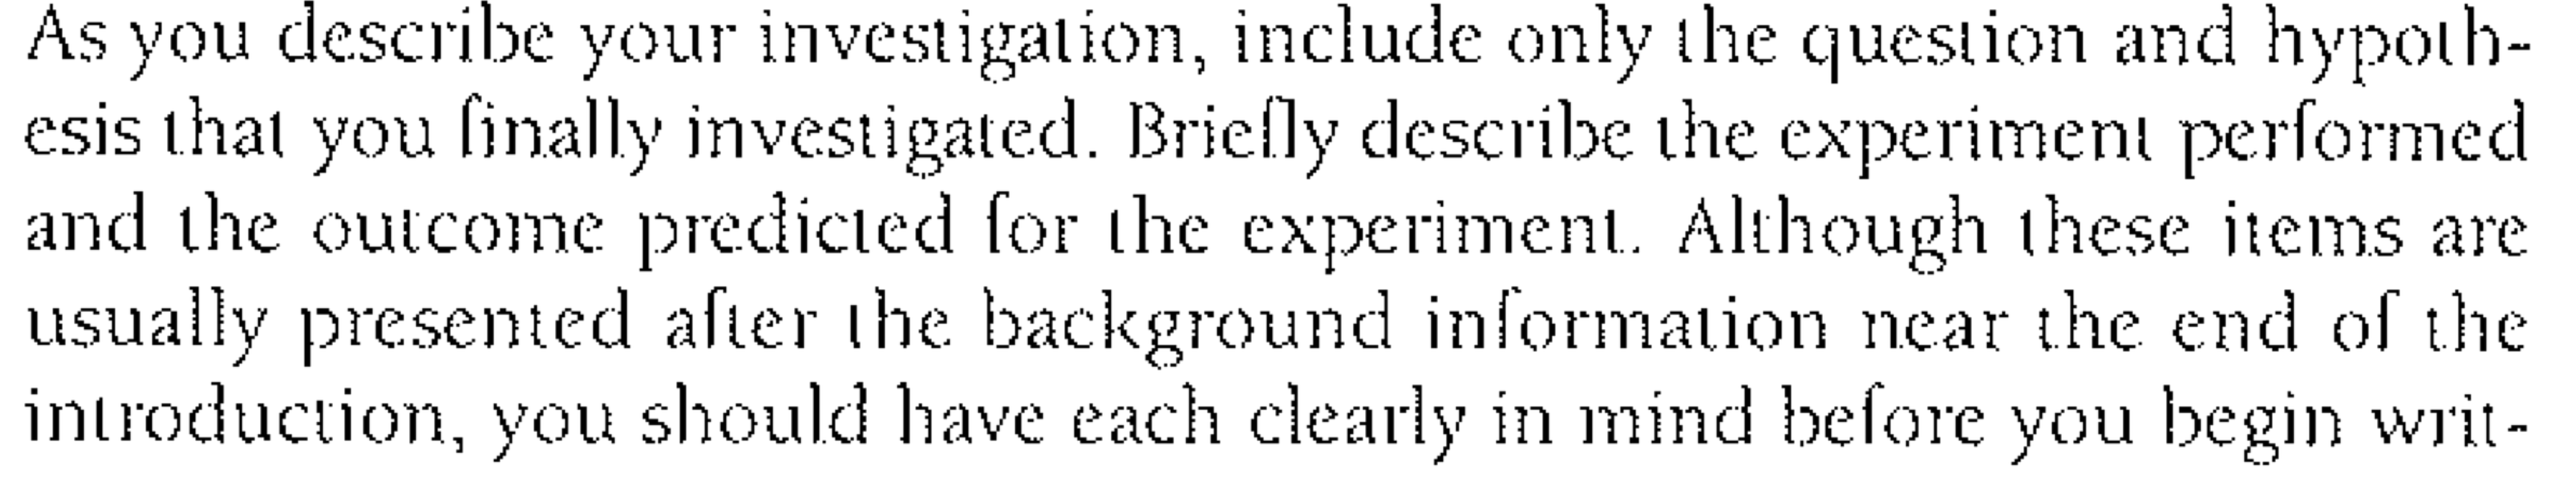 As you describe your investigation, include only the question and hypoth-
esis that you finally investigated. Briefly describe the experiment performed
and the outcome predicted for the experiment. Although these items are
usually presented after the background information near the end of the
introduction, you should have each clearly in mind before you begin writ-